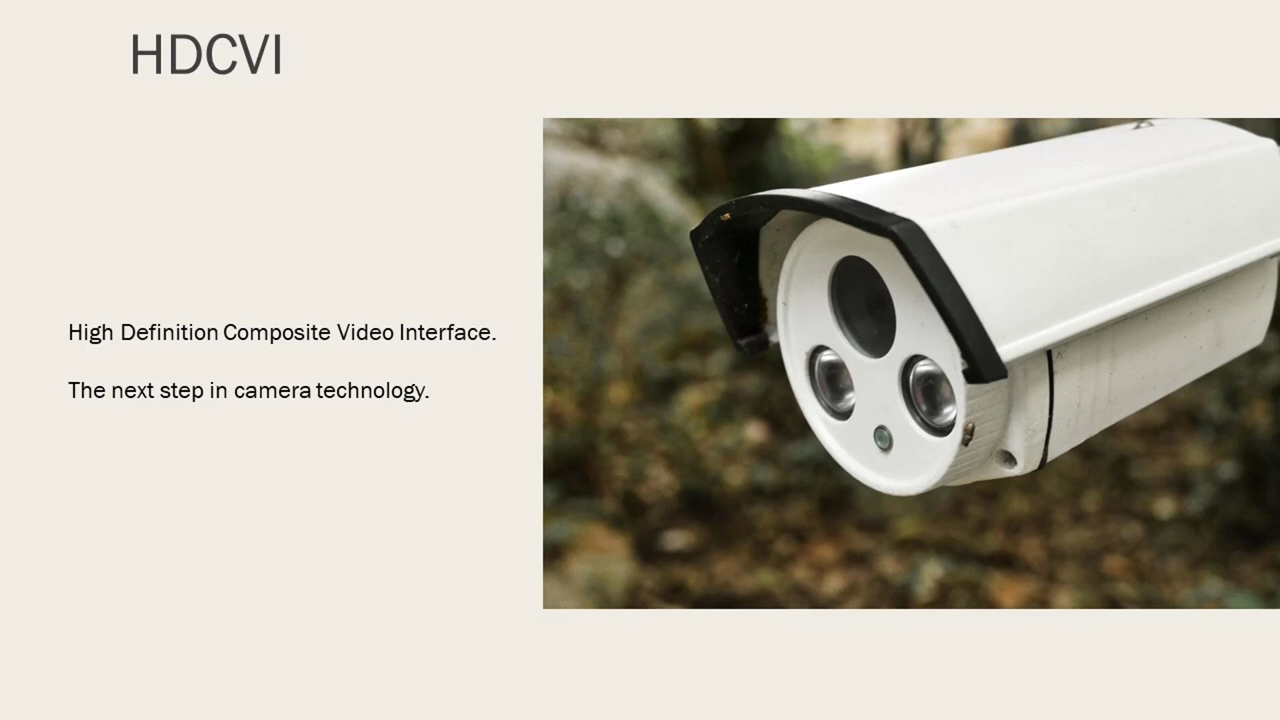 HDCVI
High Definition Composite Video Interface.
The next step in camera technology.